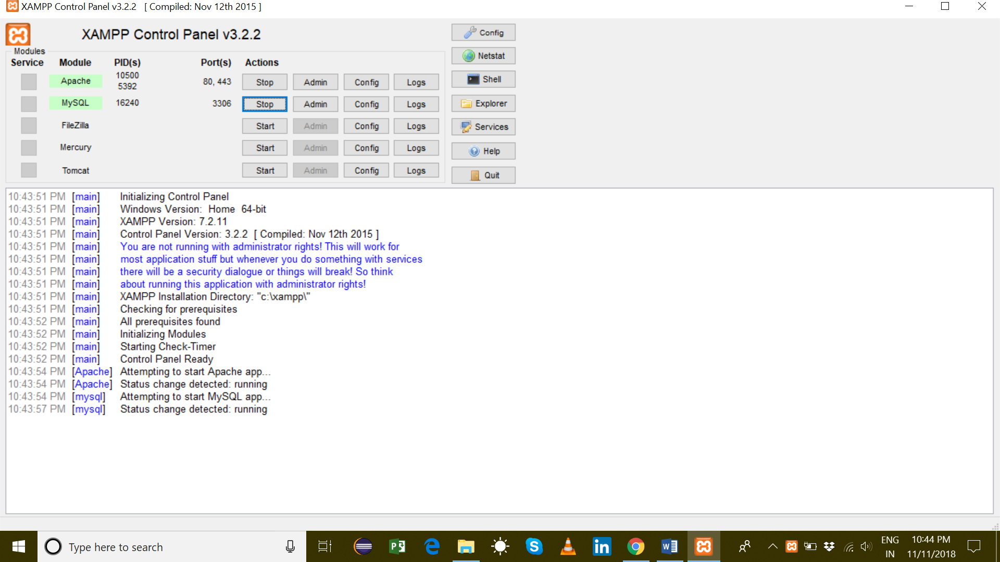 XAMPP Control Panel v3.2.2 [ Compiled: Nov 12th 2015 ]
XAMPP Control Panel v3.2.2
Modules
Service Module PID(s) Port(s) Actions
Apache 10500 5392 80, 443 Stop Admin Config Logs
MySQL 16240 3306 Stop Admin Config Logs
FileZilla Start Admin Config Logs
Mercury Start Admin Config Logs
Tomcat Start Admin Config Logs
Config
Netstat
Shell
Explorer
Services
Help
Quit
10:43:51 PM [main] Initializing Control Panel
10:43:51 PM [main] Windows Version: Home 64-bit
10:43:51 PM [main] XAMPP Version: 7.2.11
10:43:51 PM [main] Control Panel Version: 3.2.2 [ Compiled: Nov 12th 2015 ]
10:43:51 PM [main] You are not running with administrator rights! This will work for
10:43:51 PM [main] most application stuff but whenever you do something with services
10:43:51 PM [main] there will be a security dialogue or things will break! So think
10:43:51 PM [main] about running this application with administrator rights!
10:43:51 PM [main] XAMPP Installation Directory: "c:\xampp\"
10:43:51 PM [main] Checking for prerequisites
10:43:52 PM [main] All prerequisites found
10:43:52 PM [main] Initializing Modules
10:43:52 PM [main] Starting Check-Timer
10:43:52 PM [main] Control Panel Ready
10:43:54 PM [Apache] Attempting to start Apache app...
10:43:54 PM [Apache] Status change detected: running
10:43:54 PM [mysql] Attempting to start MySQL app...
10:43:57 PM [mysql] Status change detected: running
Type here to search
ENG
IN
10:44 PM
11/11/2018